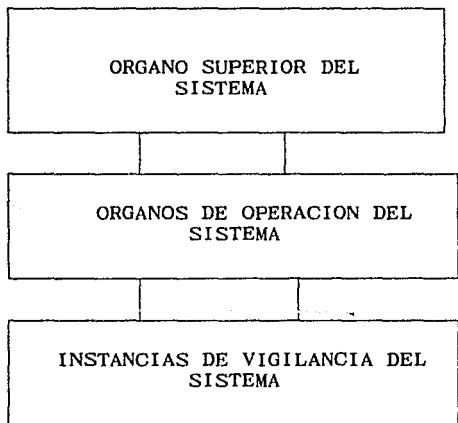 ORGANO SUPERIOR DEL
SISTEMA
ORGANOS DE OPERACION DEL
SISTEMA
INSTANCIAS DE VIGILANCIA DEL
SISTEMA